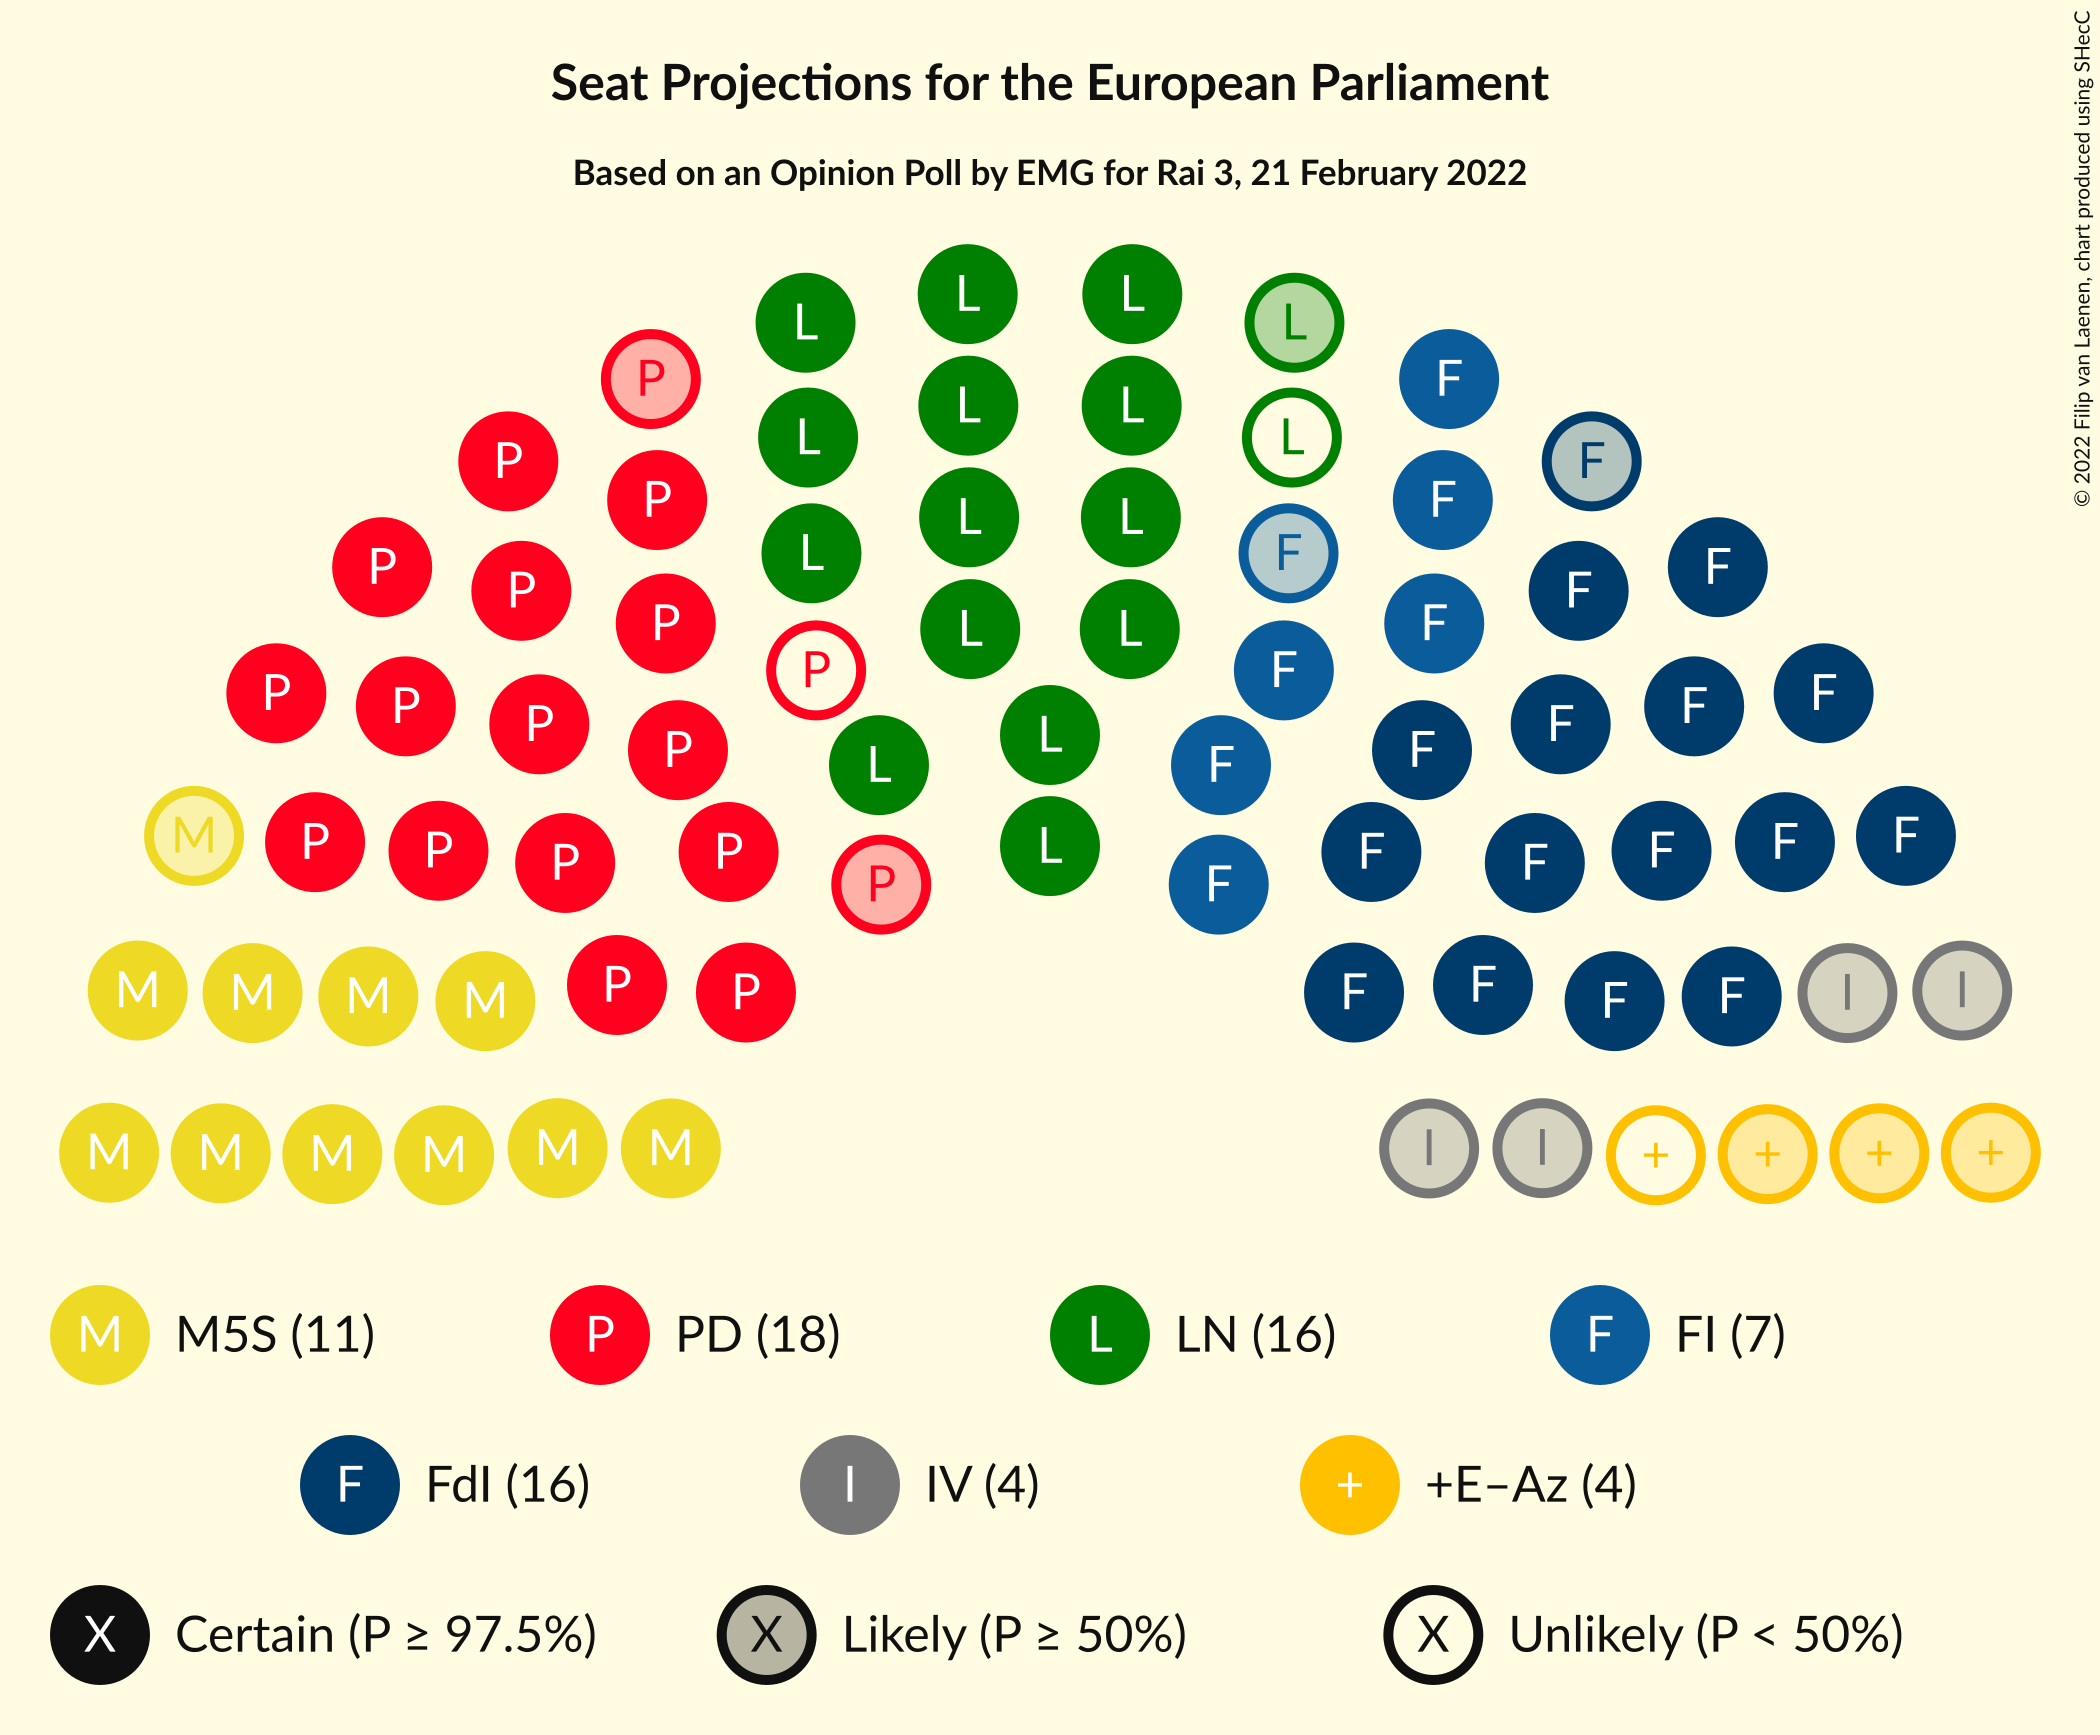 Seat Projections for the European Parliament
Based on an Opinion Poll by EMG for Rai 3, 21 February 2022
© 2022 Filip van Laenen, chart produced using SHecC
L L
L L
P F
L L
L L
P F
P P F F
L L
L F
P F
P P F F
P P F F
L L
P F
P P P F F F
L
P P F F
L F
M F
P F
L
P P F F
P F
P F
P F
P P F F
M M M M P F F F I I
M M M M M M I I + + + +
M M5S (11) P PD (18) L LN (16) F FI (7)
F FdI (16) I IV (4) + +E–Az (4)
X Certain (P ≥ 97.5%) X Likely (P ≥ 50%) X Unlikely (P < 50%)